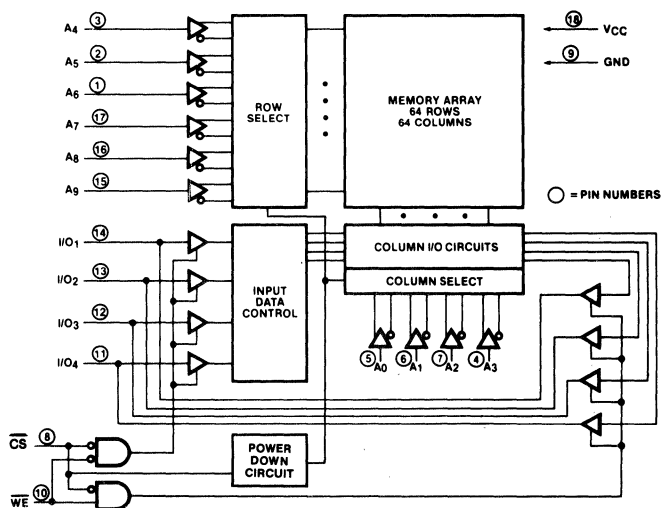 A4 3
A5 2
A6 1
A7 17
A8 16
A9 15
ROW
SELECT
MEMORY ARRAY
64 ROWS
64 COLUMNS
18 VCC
9 GND
= PIN NUMBERS
I/O1 14
I/O2 13
I/O3 12
I/O4 11
INPUT
DATA
CONTROL
COLUMN I/O CIRCUITS
COLUMN SELECT
5 A0 6 A1 7 A2 4 A3
CS 8
WE 10
POWER
DOWN
CIRCUIT